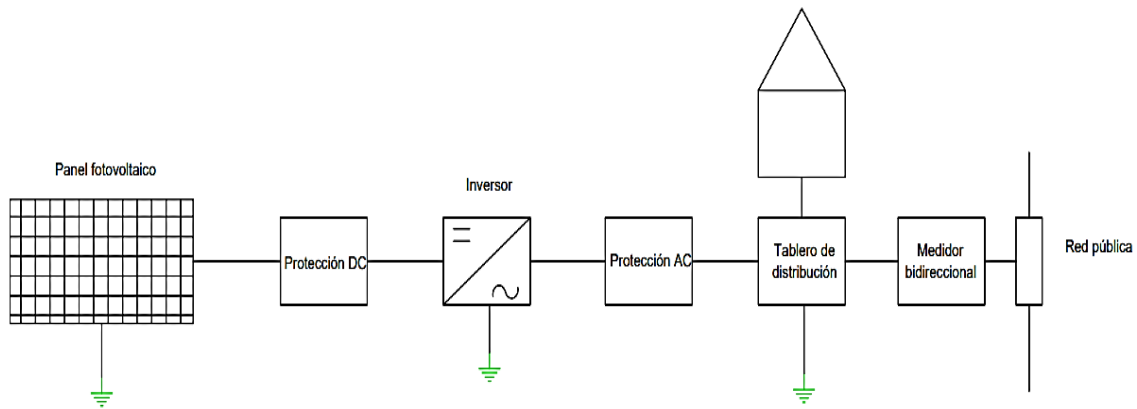 Panel fotovoltaico
Inversor
Protección DC
Protección AC
Tablero de
distribución
Medidor
bidireccional
Red pública